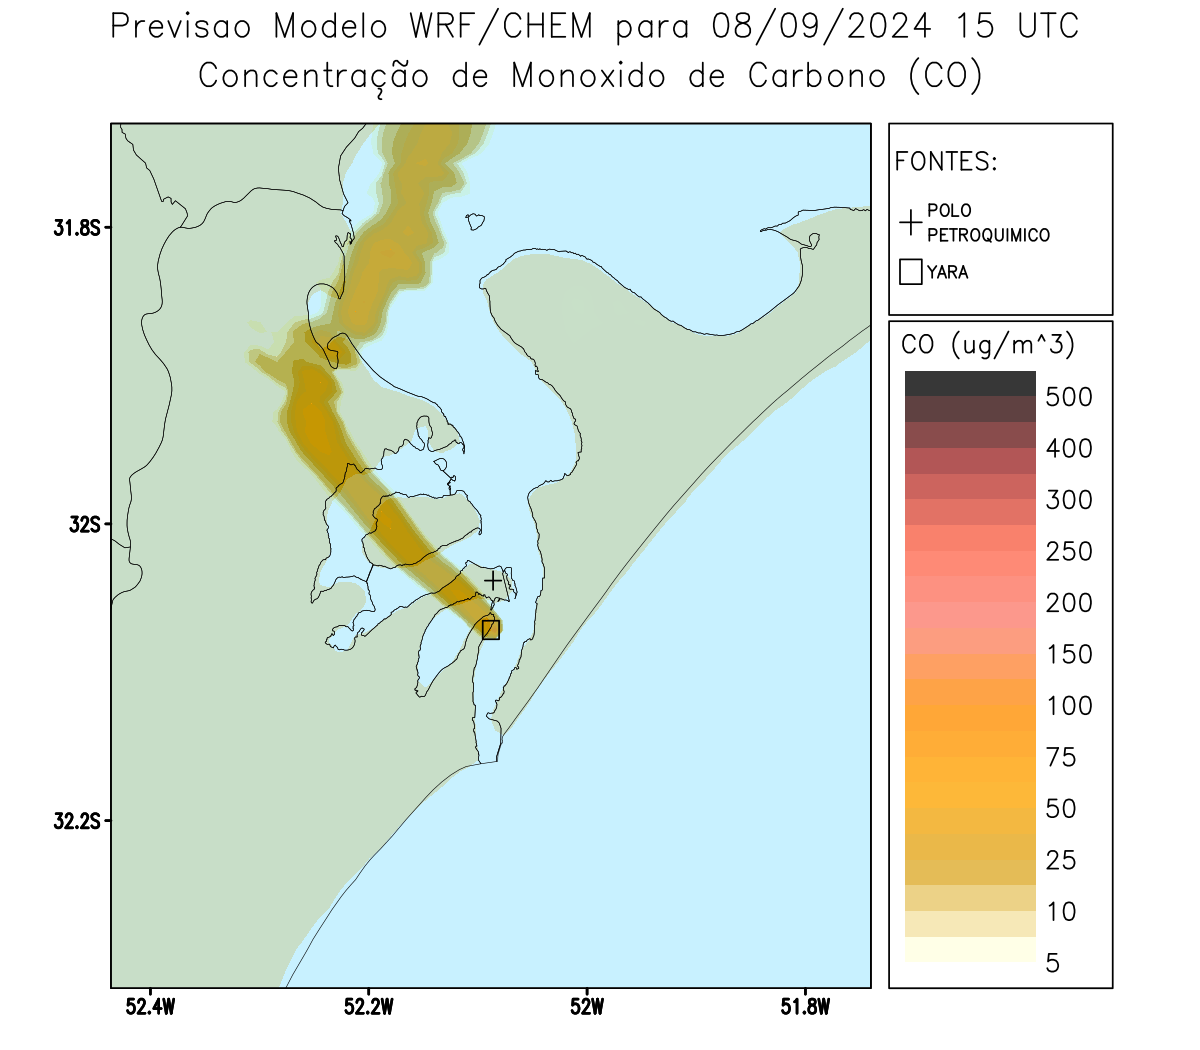 Previsao Modelo WRF/CHEM para 08/09/2024 15 UTC
Concentração de Monoxido de Carbono (CO)
FONTES:
POLO
PETROQUIMICO
YARA
CO (ug/m^3)
500
400
300
250
200
150
100
75
50
25
10
5
31.8S
32S
32.2S
52.4W
52.2W
52W
51.8W